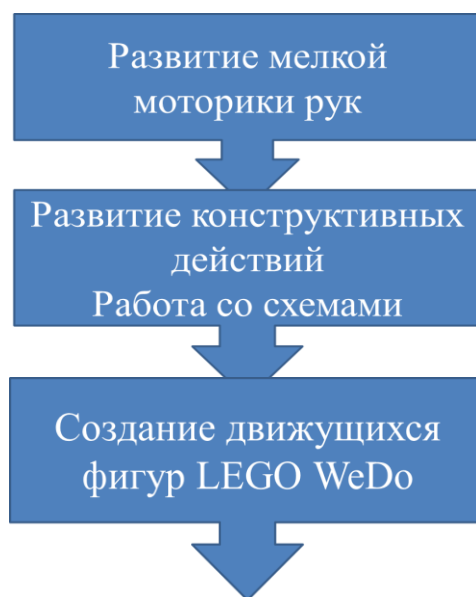 Развитие мелкой
моторики рук
Развитие конструктивных
действий
Работа со схемами
Создание движущихся
фигур LEGO WeDo